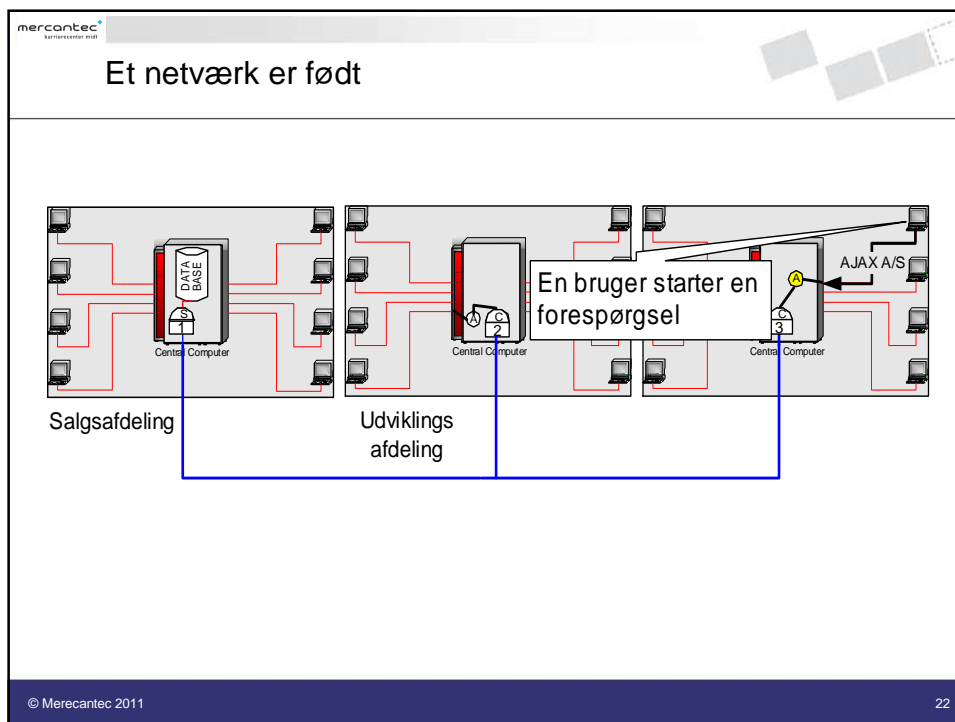 mercantec
karrierecenter midt
Et netværk er født
DATA
BASE
S
1
Central Computer
Salgsafdeling
A
C
2
Central Computer
Udviklings
afdeling
En bruger starter en
forespørgsel
A
C
3
Central Computer
AJAX A/S
© Merecantec 2011
22